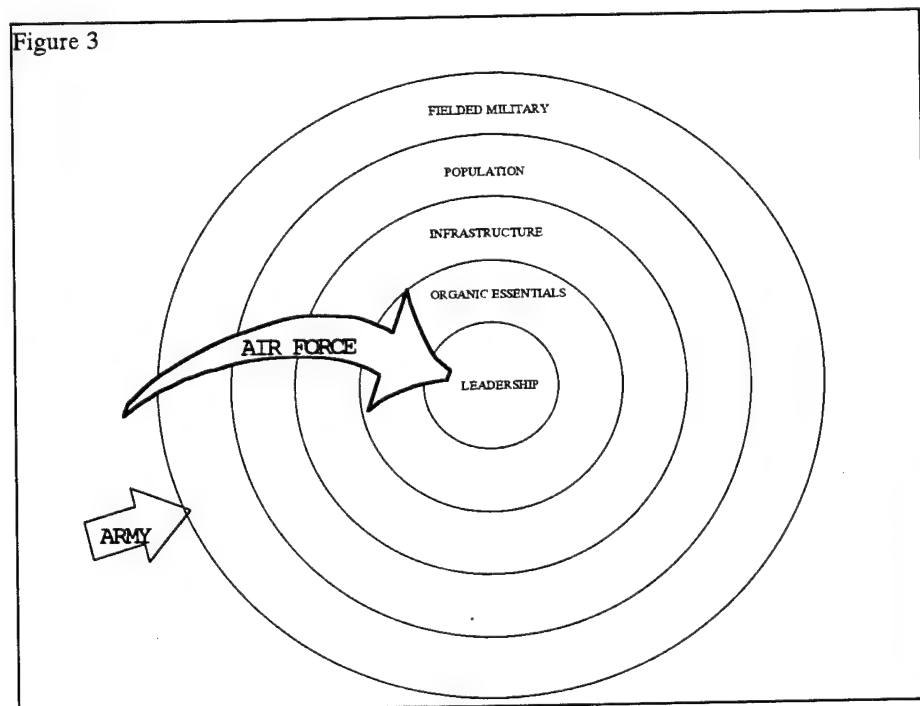 Figure 3
FIELDED MILITARY
POPULATION
INFRASTRUCTURE
ORGANIC ESSENTIALS
AIR FORCE
LEADERSHIP
ARMY